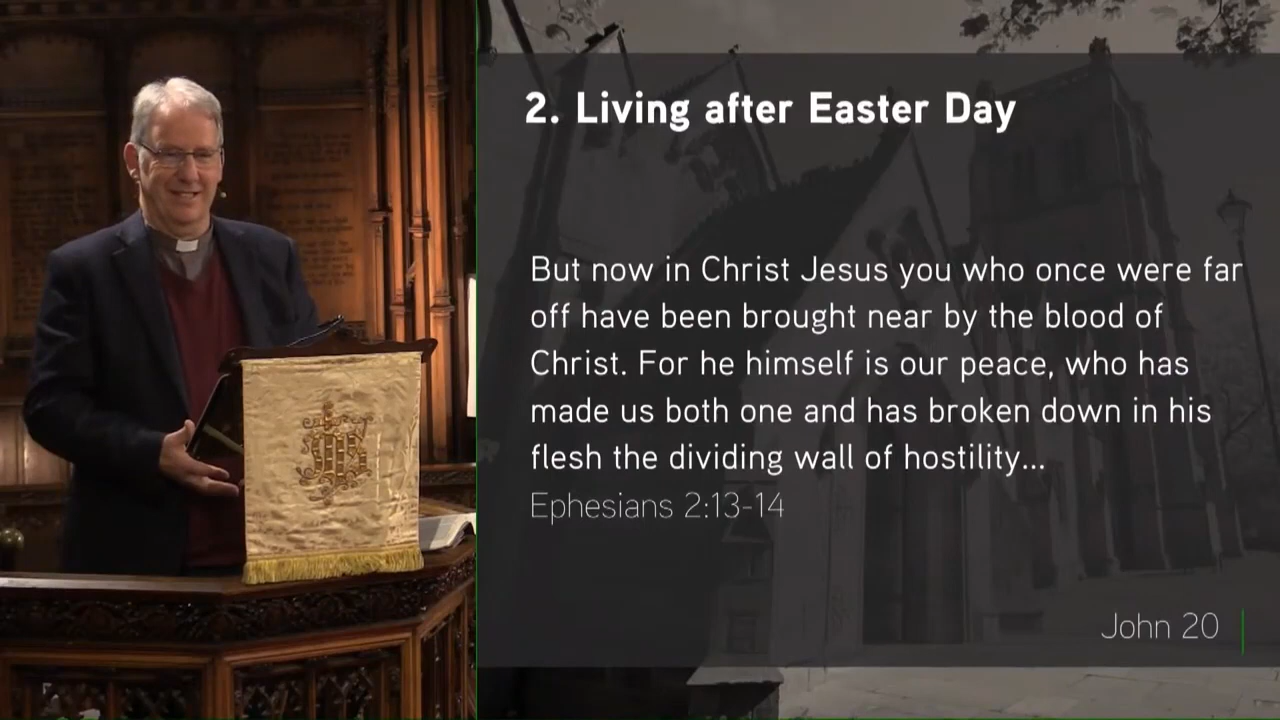 2. Living after Easter Day
But now in Christ Jesus you who once were far
off have been brought near by the blood of
Christ. For he himself is our peace, who has
made us both one and has broken down in his
flesh the dividing wall of hostility...
Ephesians 2:13-14
John 20